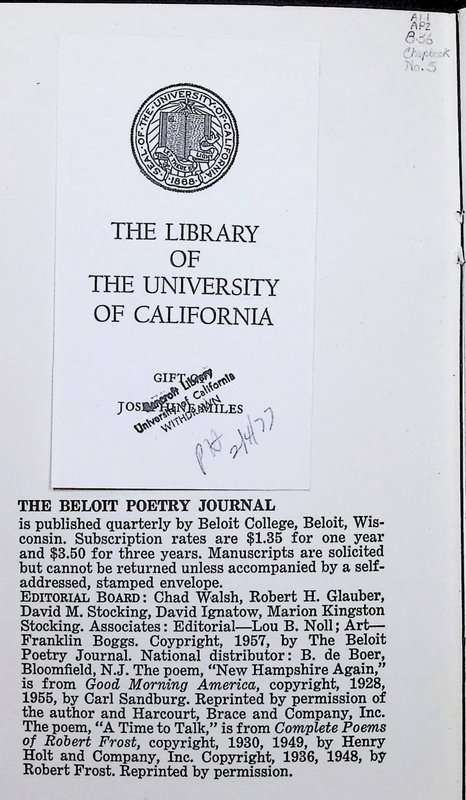 A11
AP2
B36
Chapbook
No. 5
SEAL OF THE UNIVERSITY OF CALIFORNIA
LET THERE BE LIGHT
1868
THE LIBRARY
OF
THE UNIVERSITY
OF CALIFORNIA
GIFT OF
Bancroft Library
JOSEPHINE MILES
University of California
WITHDRAWN
2/4/77
THE BELOIT POETRY JOURNAL
is published quarterly by Beloit College, Beloit, Wis-
consin. Subscription rates are $1.35 for one year
and $3.50 for three years. Manuscripts are solicited
but cannot be returned unless accompanied by a self-
addressed, stamped envelope.
EDITORIAL BOARD: Chad Walsh, Robert H. Glauber,
David M. Stocking, David Ignatow, Marion Kingston
Stocking. Associates: Editorial—Lou B. Noll; Art—
Franklin Boggs. Copyright, 1957, by The Beloit
Poetry Journal. National distributor: B. de Boer,
Bloomfield, N.J. The poem, "New Hampshire Again,"
is from Good Morning America, copyright, 1928,
1955, by Carl Sandburg. Reprinted by permission of
the author and Harcourt, Brace and Company, Inc.
The poem, "A Time to Talk," is from Complete Poems
of Robert Frost, copyright, 1930, 1949, by Henry
Holt and Company, Inc. Copyright, 1936, 1948, by
Robert Frost. Reprinted by permission.